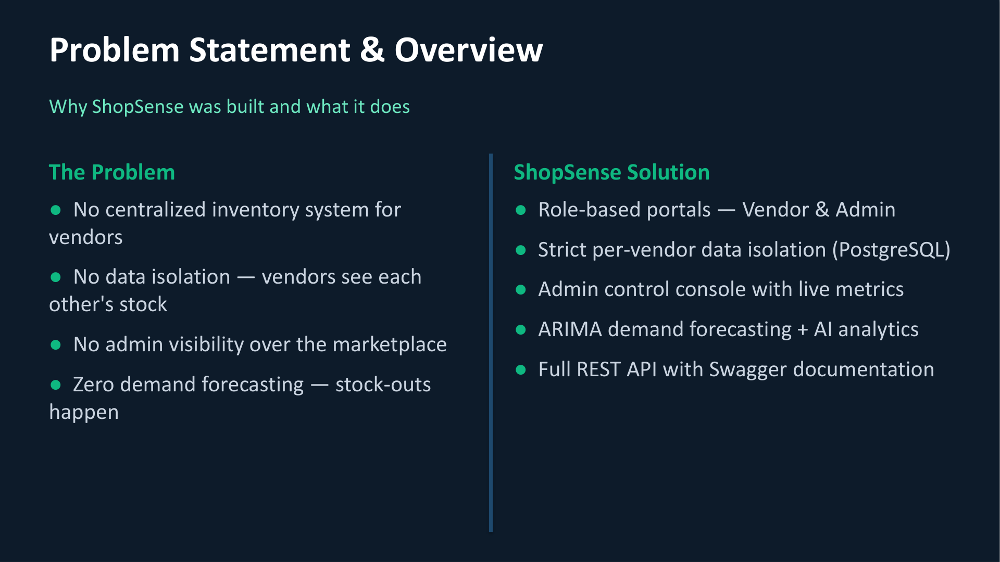 Problem Statement & Overview
Why ShopSense was built and what it does
The Problem
● No centralized inventory system for
vendors
● No data isolation — vendors see each
other's stock
● No admin visibility over the marketplace
● Zero demand forecasting — stock-outs
happen
ShopSense Solution
● Role-based portals — Vendor & Admin
● Strict per-vendor data isolation (PostgreSQL)
● Admin control console with live metrics
● ARIMA demand forecasting + AI analytics
● Full REST API with Swagger documentation